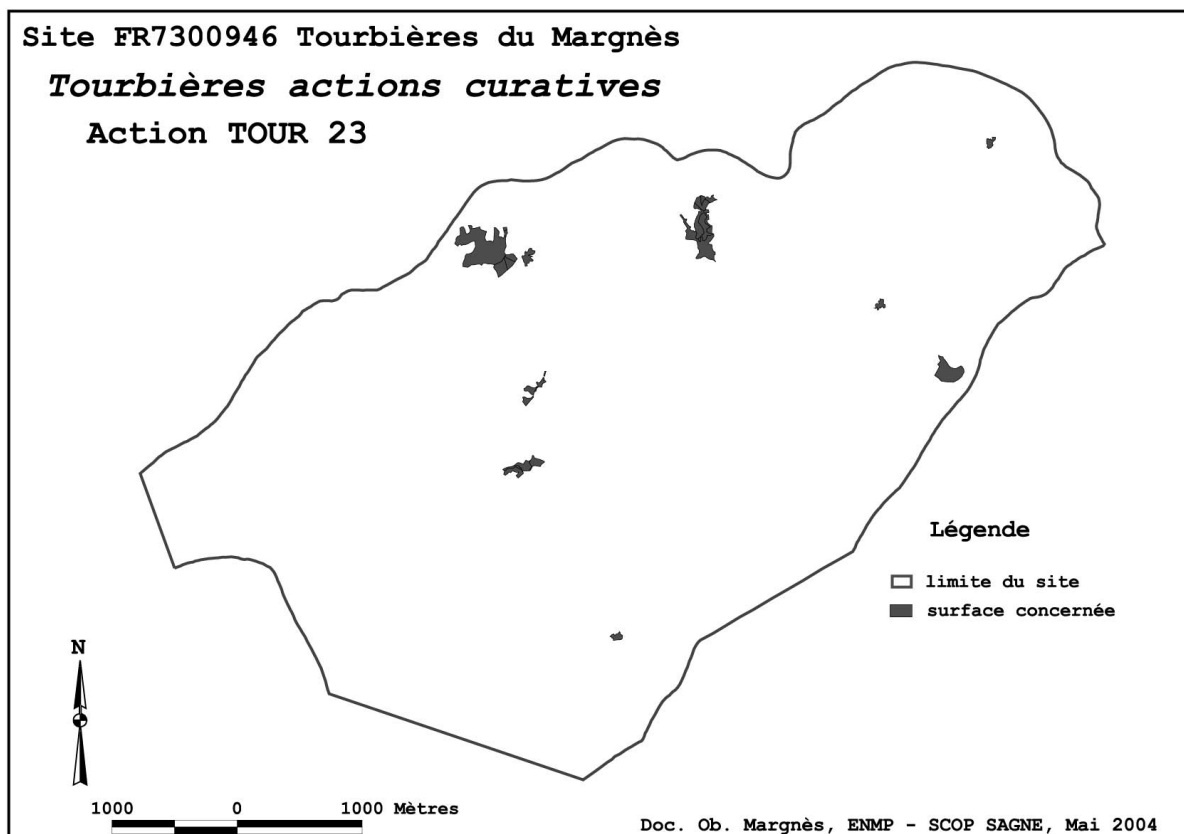 Site FR7300946 Tourbières du Margnès
Tourbières actions curatives
Action TOUR 23
Légende
limite du site
surface concernée
N
1000 0 1000 Mètres
Doc. Ob. Margnès, ENMP - SCOP SAGNE, Mai 2004